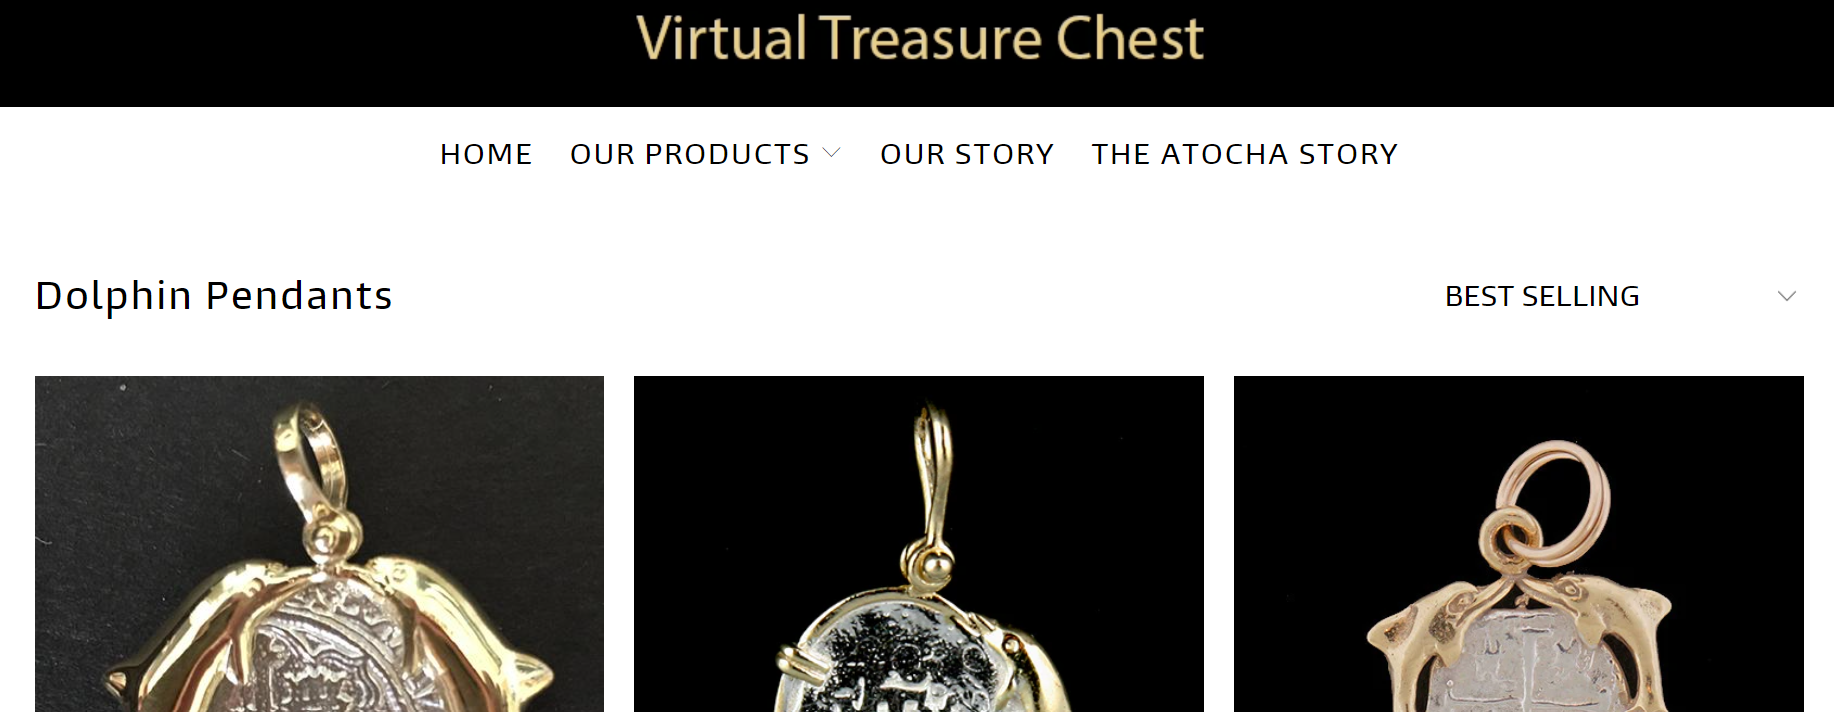 Virtual Treasure Chest
HOME OUR PRODUCTS OUR STORY THE ATOCHA STORY
Dolphin Pendants
BEST SELLING